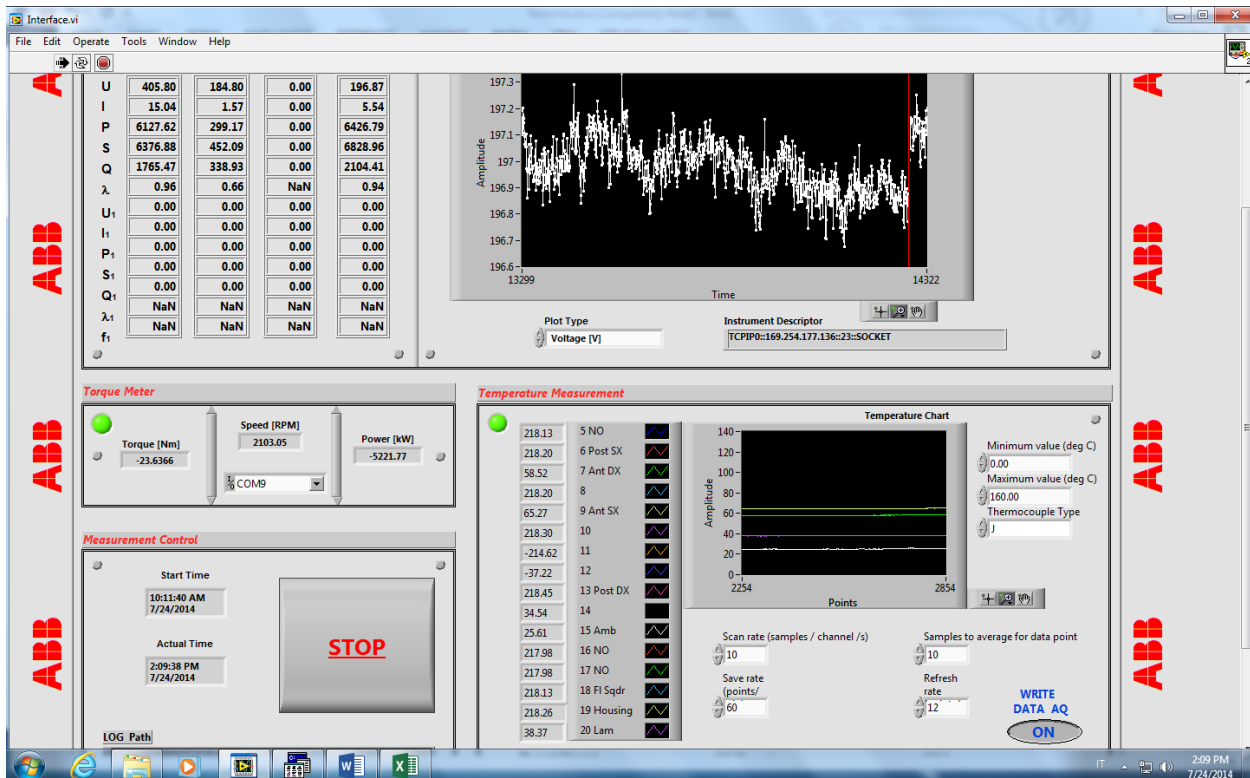 Interface.vi
File Edit Operate Tools Window Help
ABB
ABB
ABB
ABB
ABB
ABB
ABB
ABB
U 405.80 184.80 0.00 196.87
I 15.04 1.57 0.00 5.54
P 6127.62 299.17 0.00 6426.79
S 6376.88 452.09 0.00 6828.96
Q 1765.47 338.93 0.00 2104.41
λ 0.96 0.66 NaN 0.94
U1 0.00 0.00 0.00 0.00
I1 0.00 0.00 0.00 0.00
P1 0.00 0.00 0.00 0.00
S1 0.00 0.00 0.00 0.00
Q1 0.00 0.00 0.00 0.00
λ1 NaN NaN NaN NaN
f1 NaN NaN NaN NaN
Amplitude
197.3
197.2
197.1
197
196.9
196.8
196.7
196.6
13299 14322
Time
Plot Type
Voltage [V]
Instrument Descriptor
TCPIP0::169.254.177.136::23::SOCKET
Torque Meter
Torque [Nm]
-23.6366
Speed [RPM]
2103.05
COM9
Power [kW]
-5221.77
Measurement Control
Start Time
10:11:40 AM
7/24/2014
Actual Time
2:09:38 PM
7/24/2014
STOP
LOG Path
Temperature Measurement
218.13 5 NO
218.20 6 Post SX
58.52 7 Ant DX
218.20 8
65.27 9 Ant SX
218.30 10
-214.62 11
-37.22 12
218.45 13 Post DX
34.54 14
25.61 15 Amb
217.98 16 NO
217.98 17 NO
218.13 18 Fl Sqdr
218.26 19 Housing
38.37 20 Lam
Temperature Chart
Amplitude
140
120
100
80
60
40
20
0
2254 2854
Points
Minimum value (deg C)
0.00
Maximum value (deg C)
160.00
Thermocouple Type
J
Scan rate (samples / channel /s)
10
Samples to average for data point
10
Save rate
(points/
60
Refresh
rate
12
WRITE
DATA AQ
ON
IT
2:09 PM
7/24/2014